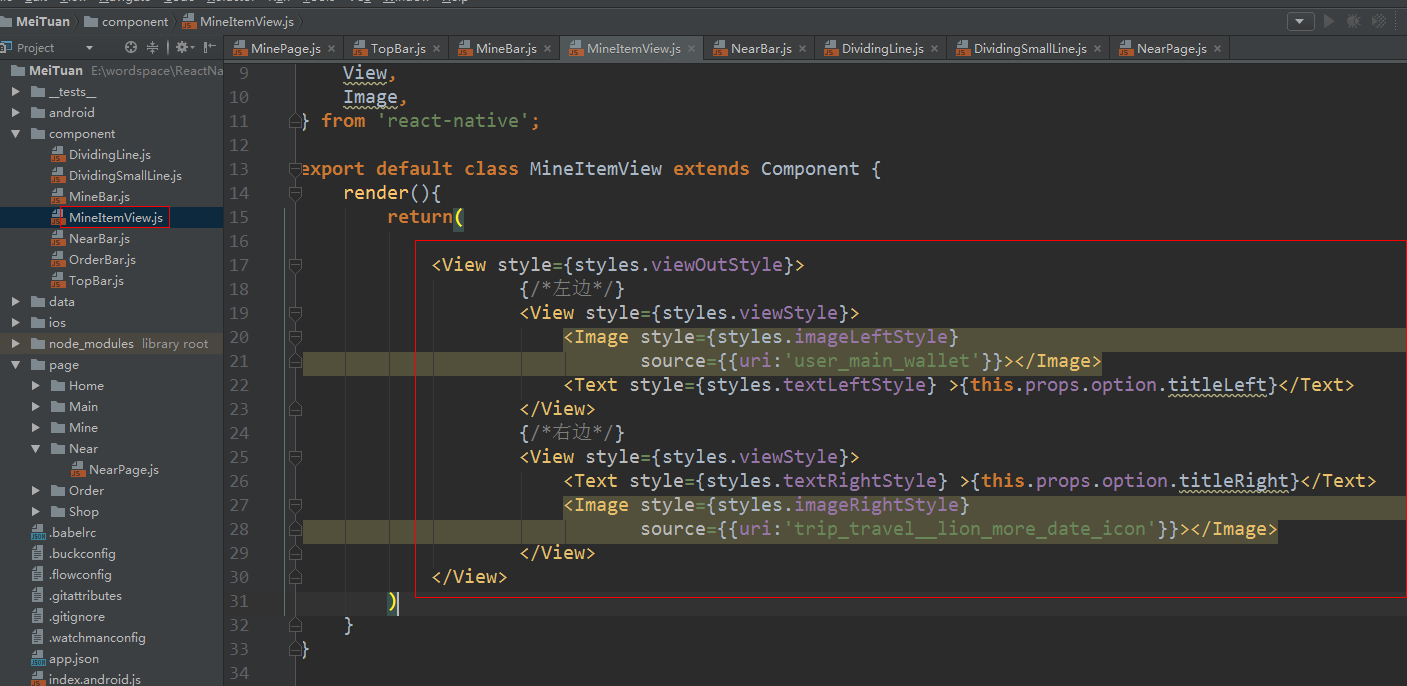 MeiTuan component MineItemView.js
Project MinePage.js TopBar.js MineBar.js MineItemView.js NearBar.js DividingLine.js DividingSmallLine.js NearPage.js
MeiTuan E:\wordspace\ReactNa
__tests__
android
component
DividingLine.js
DividingSmallLine.js
MineBar.js
MineItemView.js
NearBar.js
OrderBar.js
TopBar.js
data
ios
node_modules library root
page
Home
Main
Mine
Near
NearPage.js
Order
Shop
.babelrc
.buckconfig
.flowconfig
.gitattributes
.gitignore
.watchmanconfig
app.json
index.android.js
9 View,
10 Image,
11 } from 'react-native';
12
13 export default class MineItemView extends Component {
14 render(){
15 return(
16
17 <View style={styles.viewOutStyle}>
18 {/*左边*/}
19 <View style={styles.viewStyle}>
20 <Image style={styles.imageLeftStyle}
21 source={{uri:'user_main_wallet'}}></Image>
22 <Text style={styles.textLeftStyle} >{this.props.option.titleLeft}</Text>
23 </View>
24 {/*右边*/}
25 <View style={styles.viewStyle}>
26 <Text style={styles.textRightStyle} >{this.props.option.titleRight}</Text>
27 <Image style={styles.imageRightStyle}
28 source={{uri:'trip_travel__lion_more_date_icon'}}></Image>
29 </View>
30 </View>
31 )
32 }
33 }
34